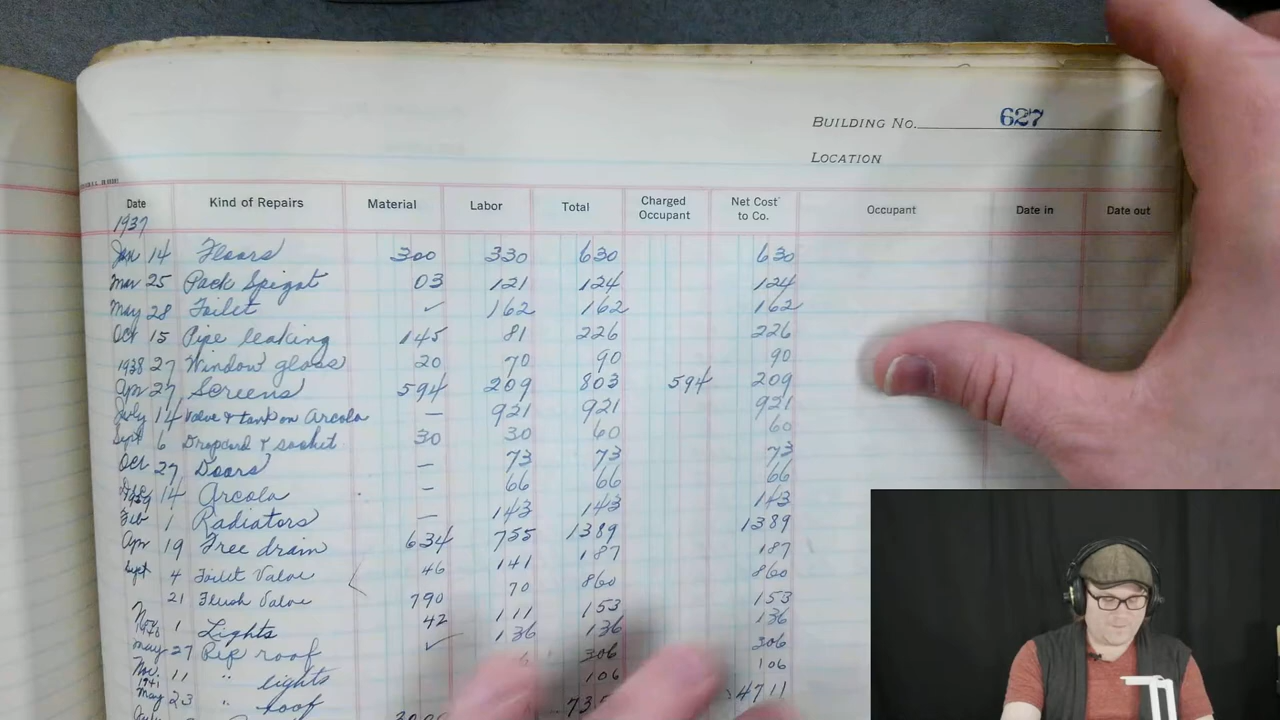 BUILDING No. 627
LOCATION
Date Kind of Repairs Material Labor Total Charged Occupant Net Cost to Co. Occupant Date in Date out
1937
Jan 14 Floors 300 330 630 630
Mar 25 Pack Spigot 03 121 124 124
May 28 Toilet ✓ 162 162 162
Oct 15 Pipe leaking 145 81 226 226
27 Window glass 20 70 90 90
1938
Apr 27 Screens 594 209 803 594 209
July 14 Valve & tank on Arcola — 921 921 921
Sept 6 Dropcord & socket 30 30 60 60
Oct 27 Doors — 73 73 73
Dec 14 Arcola — 66 66 66
1939
Feb 1 Radiators — 143 143 143
Apr 19 Free drain 634 755 1389 1389
Sept 4 Toilet Valve 46 141 187 187
21 Flush Valve 790 70 860 860
Nov 1 Lights 42 111 153 153
May 27 Rep roof ✓ 136 136 136
Nov. 11 " lights 306 306
1941
May 23 " roof 106 106
4711